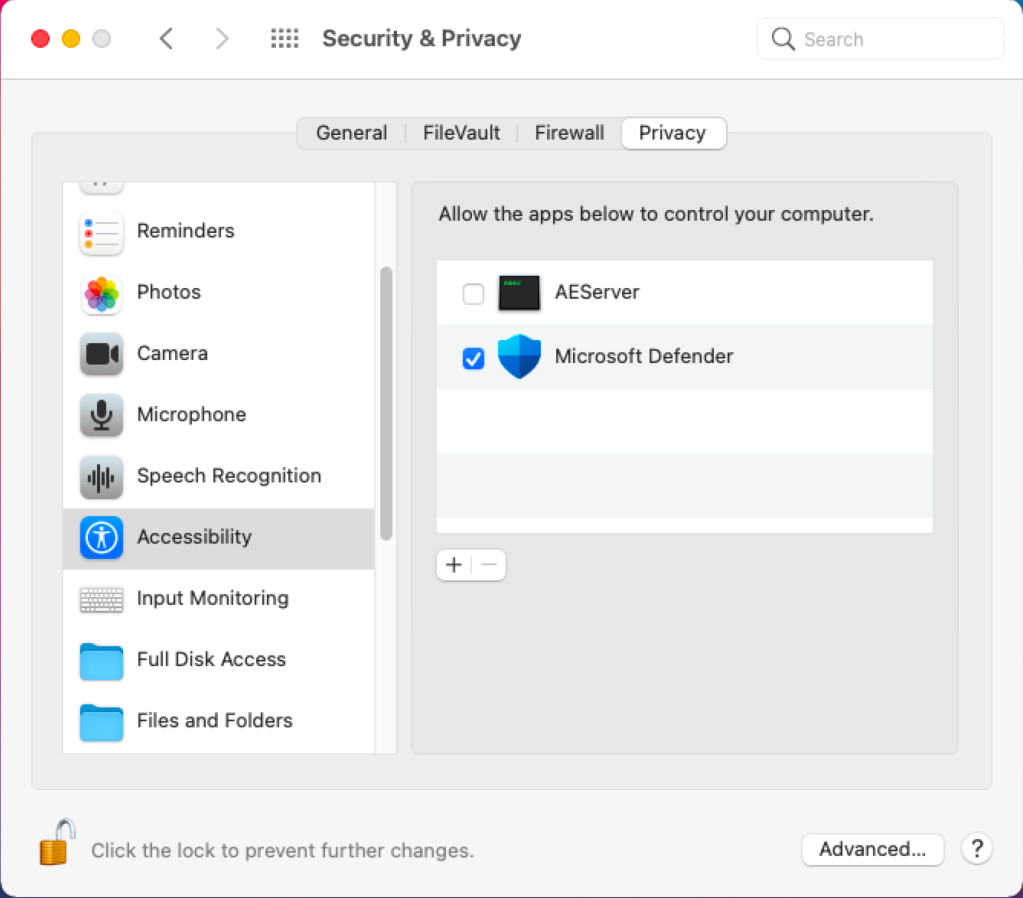 Security & Privacy
Search
General
FileVault
Firewall
Privacy
Reminders
Photos
Camera
Microphone
Speech Recognition
Accessibility
Input Monitoring
Full Disk Access
Files and Folders
Allow the apps below to control your computer.
AEServer
Microsoft Defender
Click the lock to prevent further changes.
Advanced...
?